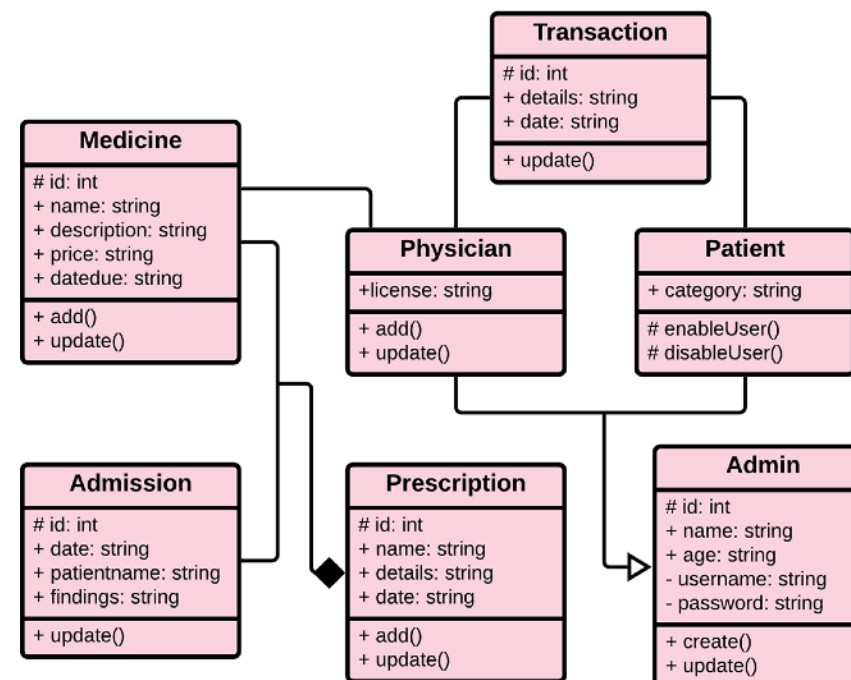 Transaction
# id: int
+ details: string
+ date: string
+ update()
Medicine
# id: int
+ name: string
+ description: string
+ price: string
+ datedue: string
+ add()
+ update()
Physician
+license: string
+ add()
+ update()
Patient
+ category: string
# enableUser()
# disableUser()
Admission
# id: int
+ date: string
+ patientname: string
+ findings: string
+ update()
Prescription
# id: int
+ name: string
+ details: string
+ date: string
+ add()
+ update()
Admin
# id: int
+ name: string
+ age: string
- username: string
- password: string
+ create()
+ update()